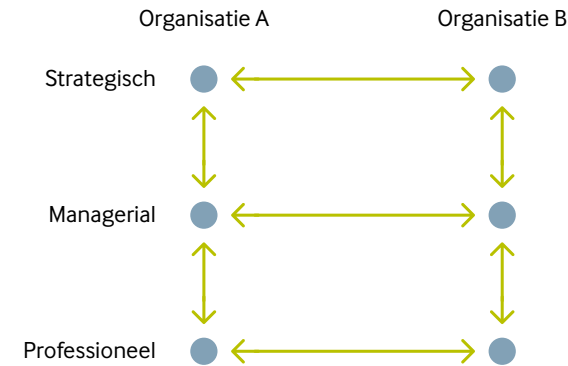 Organisatie A
Organisatie B
Strategisch
Managerial
Professioneel